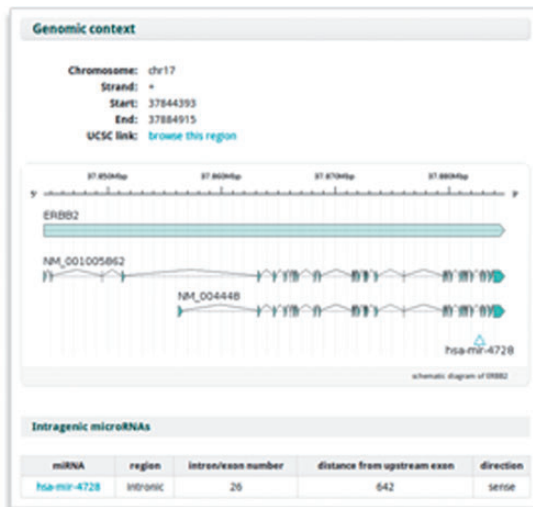 Genomic context
Chromosome: chr17
Strand: +
Start: 37844393
End: 37884915
UCSC link: browse this region
37.850Mbp 37.860Mbp 37.870Mbp 37.880Mbp
5' 3'
ERBB2
NM_001005862
NM_004448
hsa-mir-4728
schematic diagram of ERBB2
Intragenic microRNAs
miRNA region intron/exon number distance from upstream exon direction
hsa-mir-4728 intronic 26 642 sense